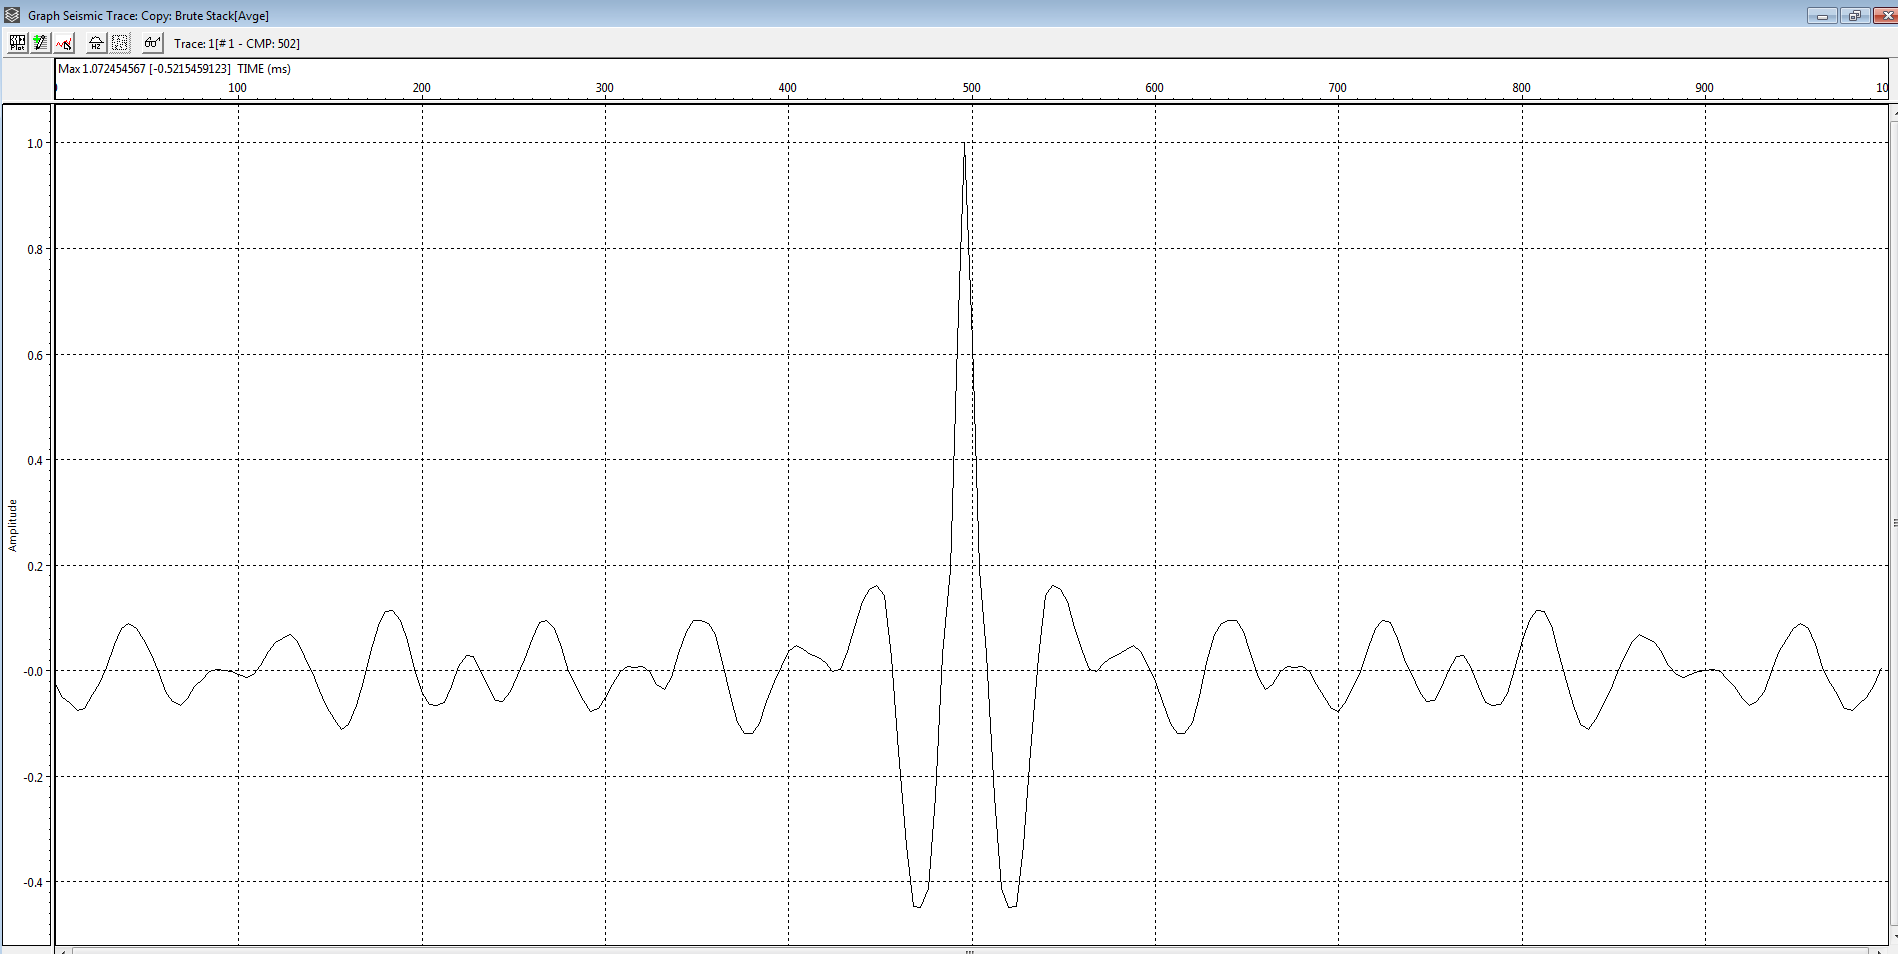 Graph Seismic Trace: Copy: Brute Stack[Avge]
Trace: 1[# 1 - CMP: 502]
Max 1.072454567 [-0.5215459123] TIME (ms)
100 200 300 400 500 600 700 800 900 10
1.0
0.8
0.6
0.4
Amplitude
0.2
-0.0
-0.2
-0.4